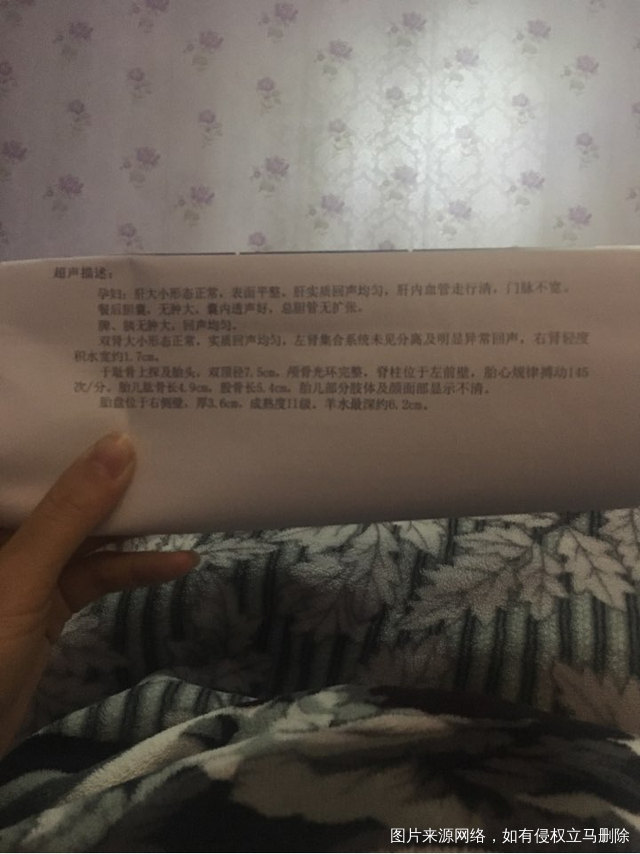 超声描述：
孕妇：肝大小形态正常，表面平整，肝实质回声均匀，肝内血管走行清，门脉不宽。
餐后胆囊，无肿大，囊内透声好，总胆管无扩张。
脾、胰无肿大，回声均匀。
双肾大小形态正常，实质回声均匀，左肾集合系统未见分离及明显异常回声，右肾轻度
积水宽约1.7cm。
于耻骨上探及胎头，双顶径7.5cm，颅骨光环完整，脊柱位于左前壁，胎心规律搏动145
次/分，胎儿肱骨长4.9cm，股骨长5.4cm，胎儿部分肢体及颜面部显示不清。
胎盘位于右侧壁，厚3.6cm，成熟度II级，羊水最深约6.2cm。
图片来源网络，如有侵权立马删除